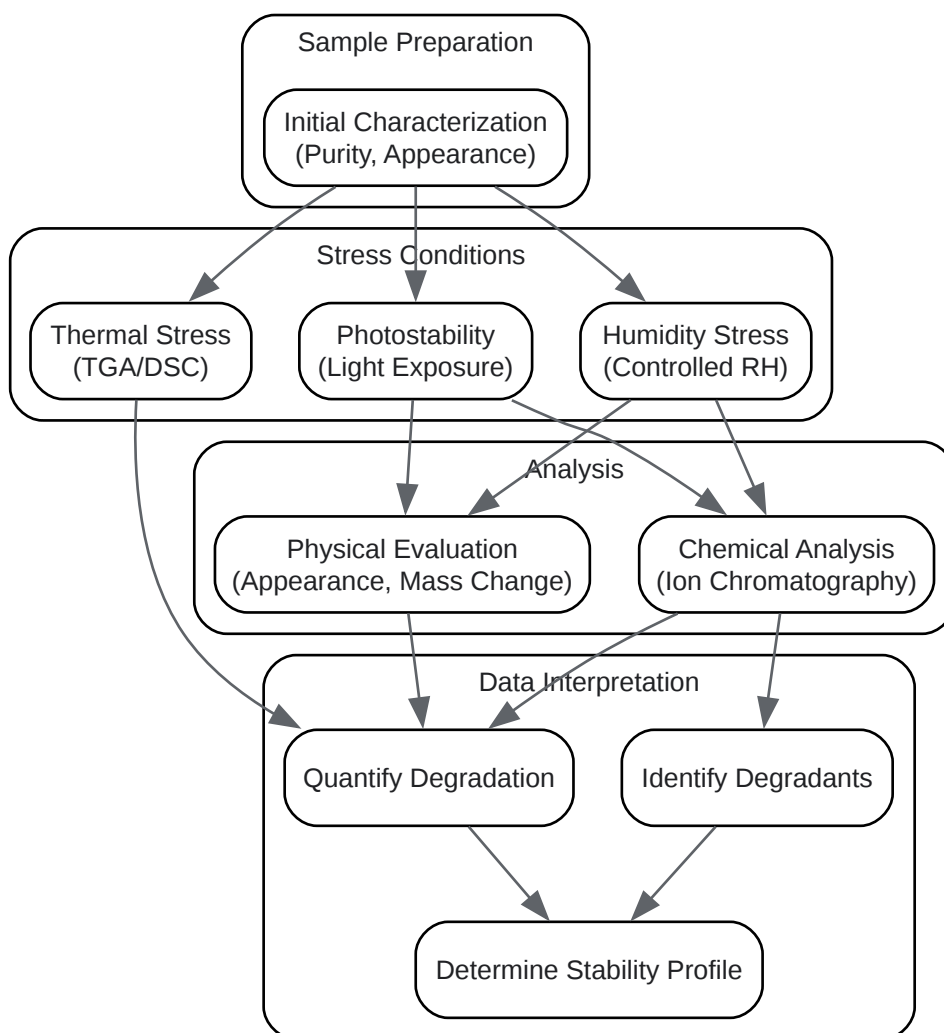 Sample Preparation
Initial Characterization
(Purity, Appearance)
Stress Conditions
Thermal Stress
(TGA/DSC)
Photostability
(Light Exposure)
Humidity Stress
(Controlled RH)
Analysis
Physical Evaluation
(Appearance, Mass Change)
Chemical Analysis
(Ion Chromatography)
Data Interpretation
Quantify Degradation
Identify Degradants
Determine Stability Profile